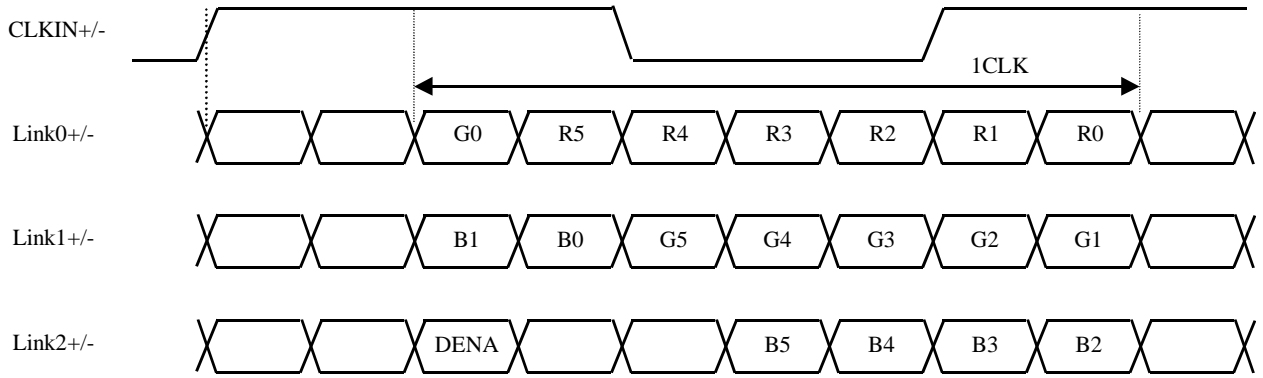 CLKIN+/-
1CLK
Link0+/- G0 R5 R4 R3 R2 R1 R0
Link1+/- B1 B0 G5 G4 G3 G2 G1
Link2+/- DENA B5 B4 B3 B2